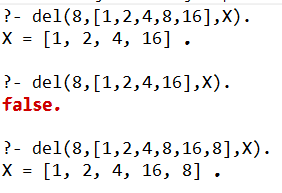 ?- del(8,[1,2,4,8,16],X).
X = [1, 2, 4, 16] .
?- del(8,[1,2,4,16],X).
false.
?- del(8,[1,2,4,8,16,8],X).
X = [1, 2, 4, 16, 8] .